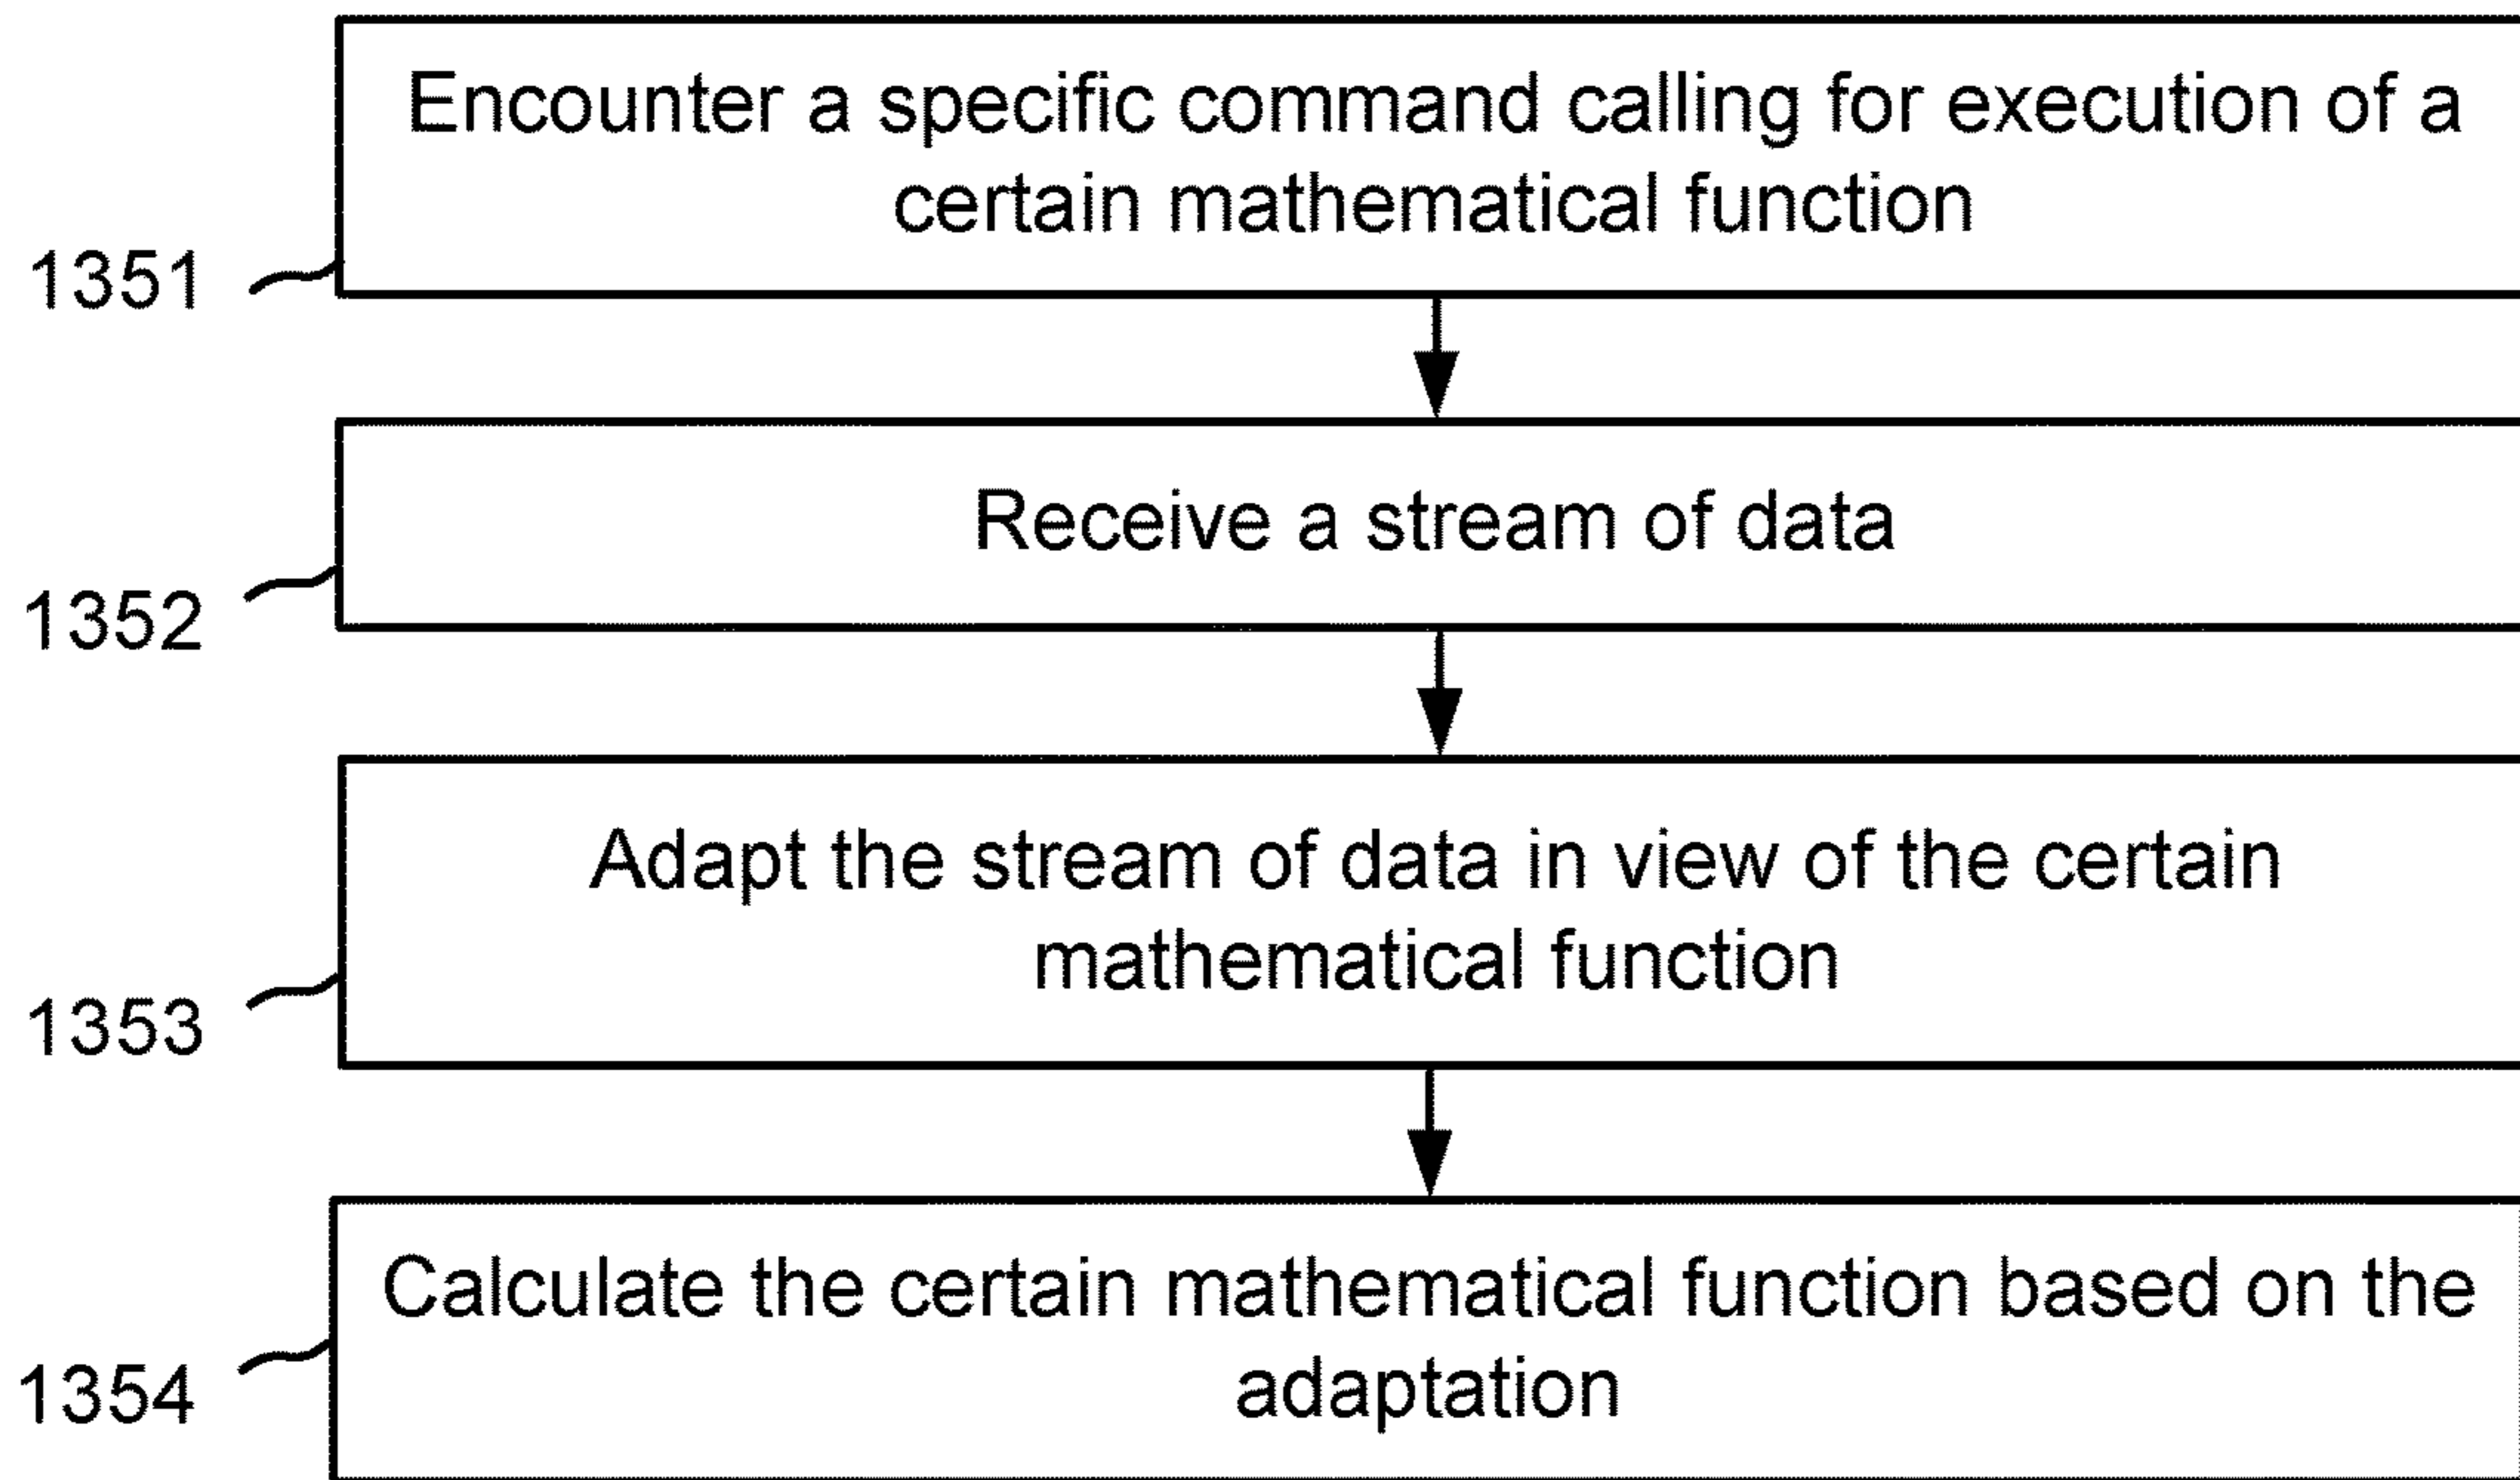 Encounter a specific command calling for execution of a
certain mathematical function
1351
Receive a stream of data
1352
Adapt the stream of data in view of the certain
mathematical function
1353
Calculate the certain mathematical function based on the
adaptation
1354